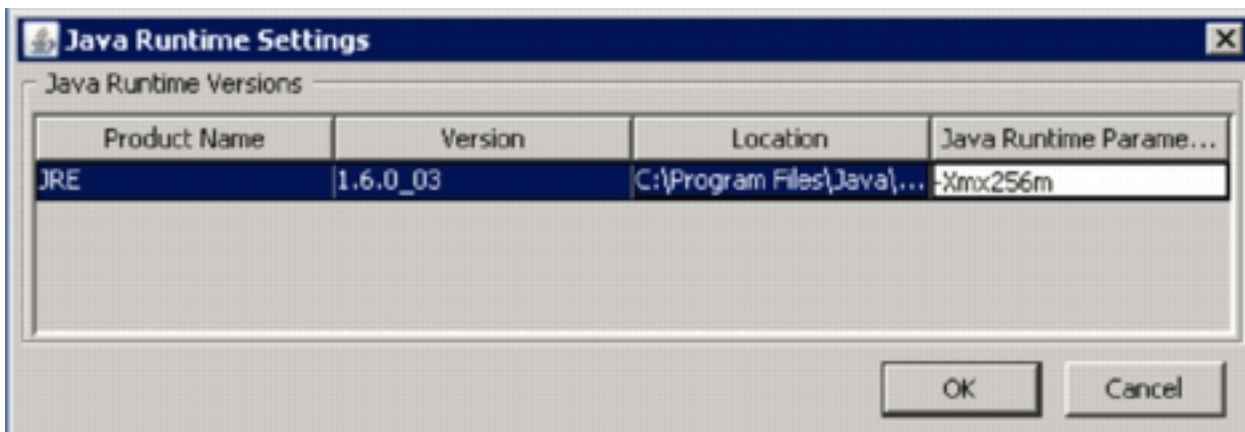 Java Runtime Settings
Java Runtime Versions
Product Name Version Location Java Runtime Parame...
JRE 1.6.0_03 C:\Program Files\Java\... -Xmx256m
OK Cancel